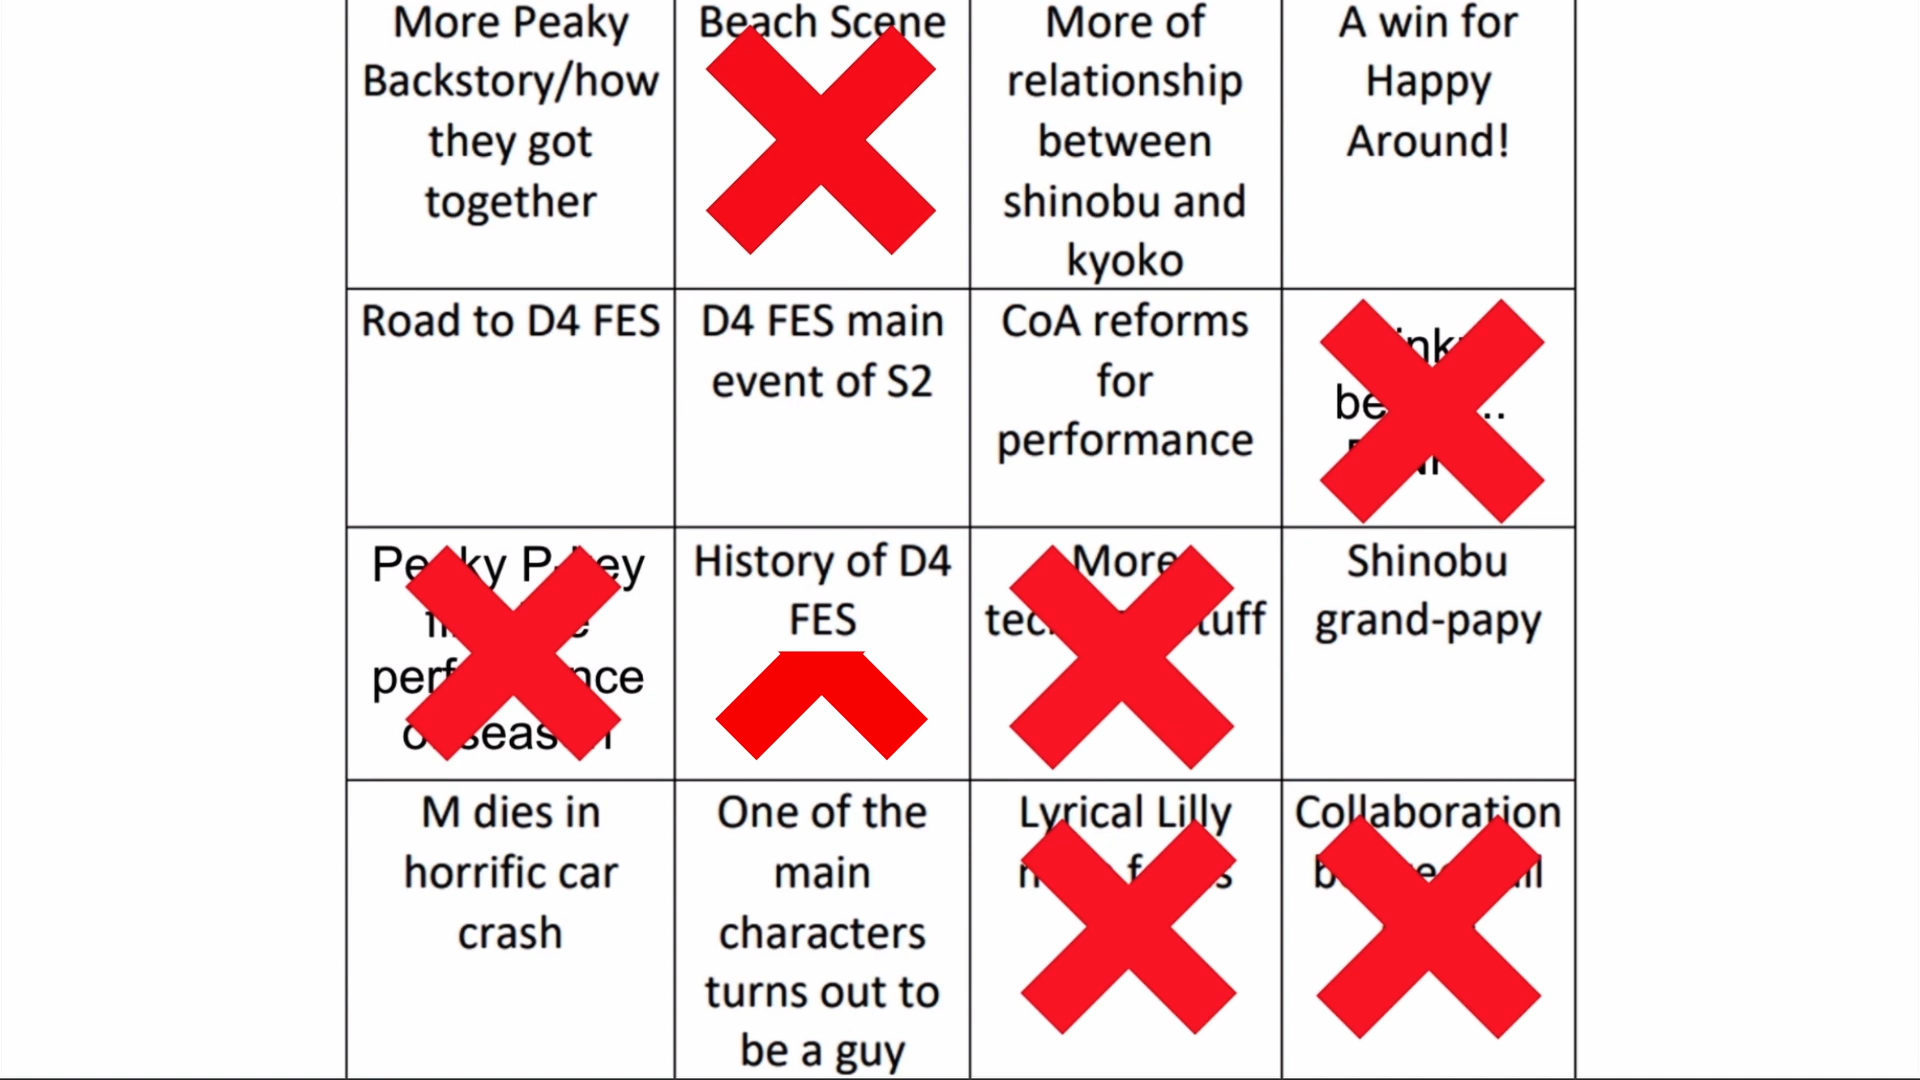 More Peaky
Backstory/how
they got
together
Beach Scene
More of
relationship
between
shinobu and
kyoko
A win for
Happy
Around!
Road to D4 FES
D4 FES main
event of S2
CoA reforms
for
performance
Peaky P-key
History of D4
FES
More
Shinobu
grand-papy
M dies in
horrific car
crash
One of the
main
characters
turns out to
be a guy
Lyrical Lilly
Collaboration